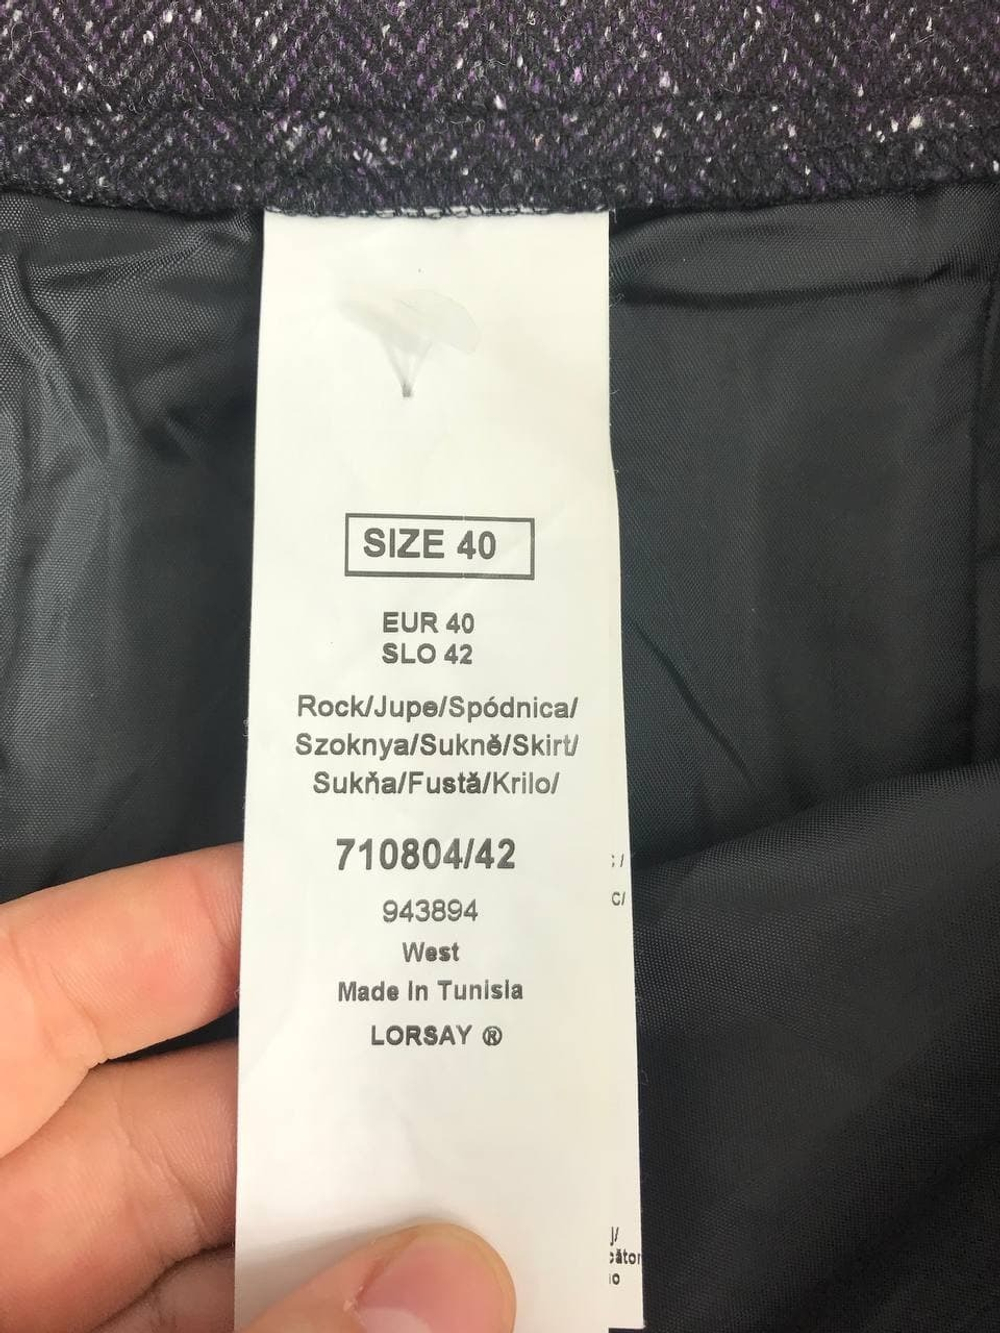 SIZE 40
EUR 40
SLO 42
Rock/Jupe/Spódnica/
Szoknya/Sukně/Skirt/
Sukňa/Fustă/Krilo/
710804/42
943894
West
Made In Tunisia
LORSAY ®